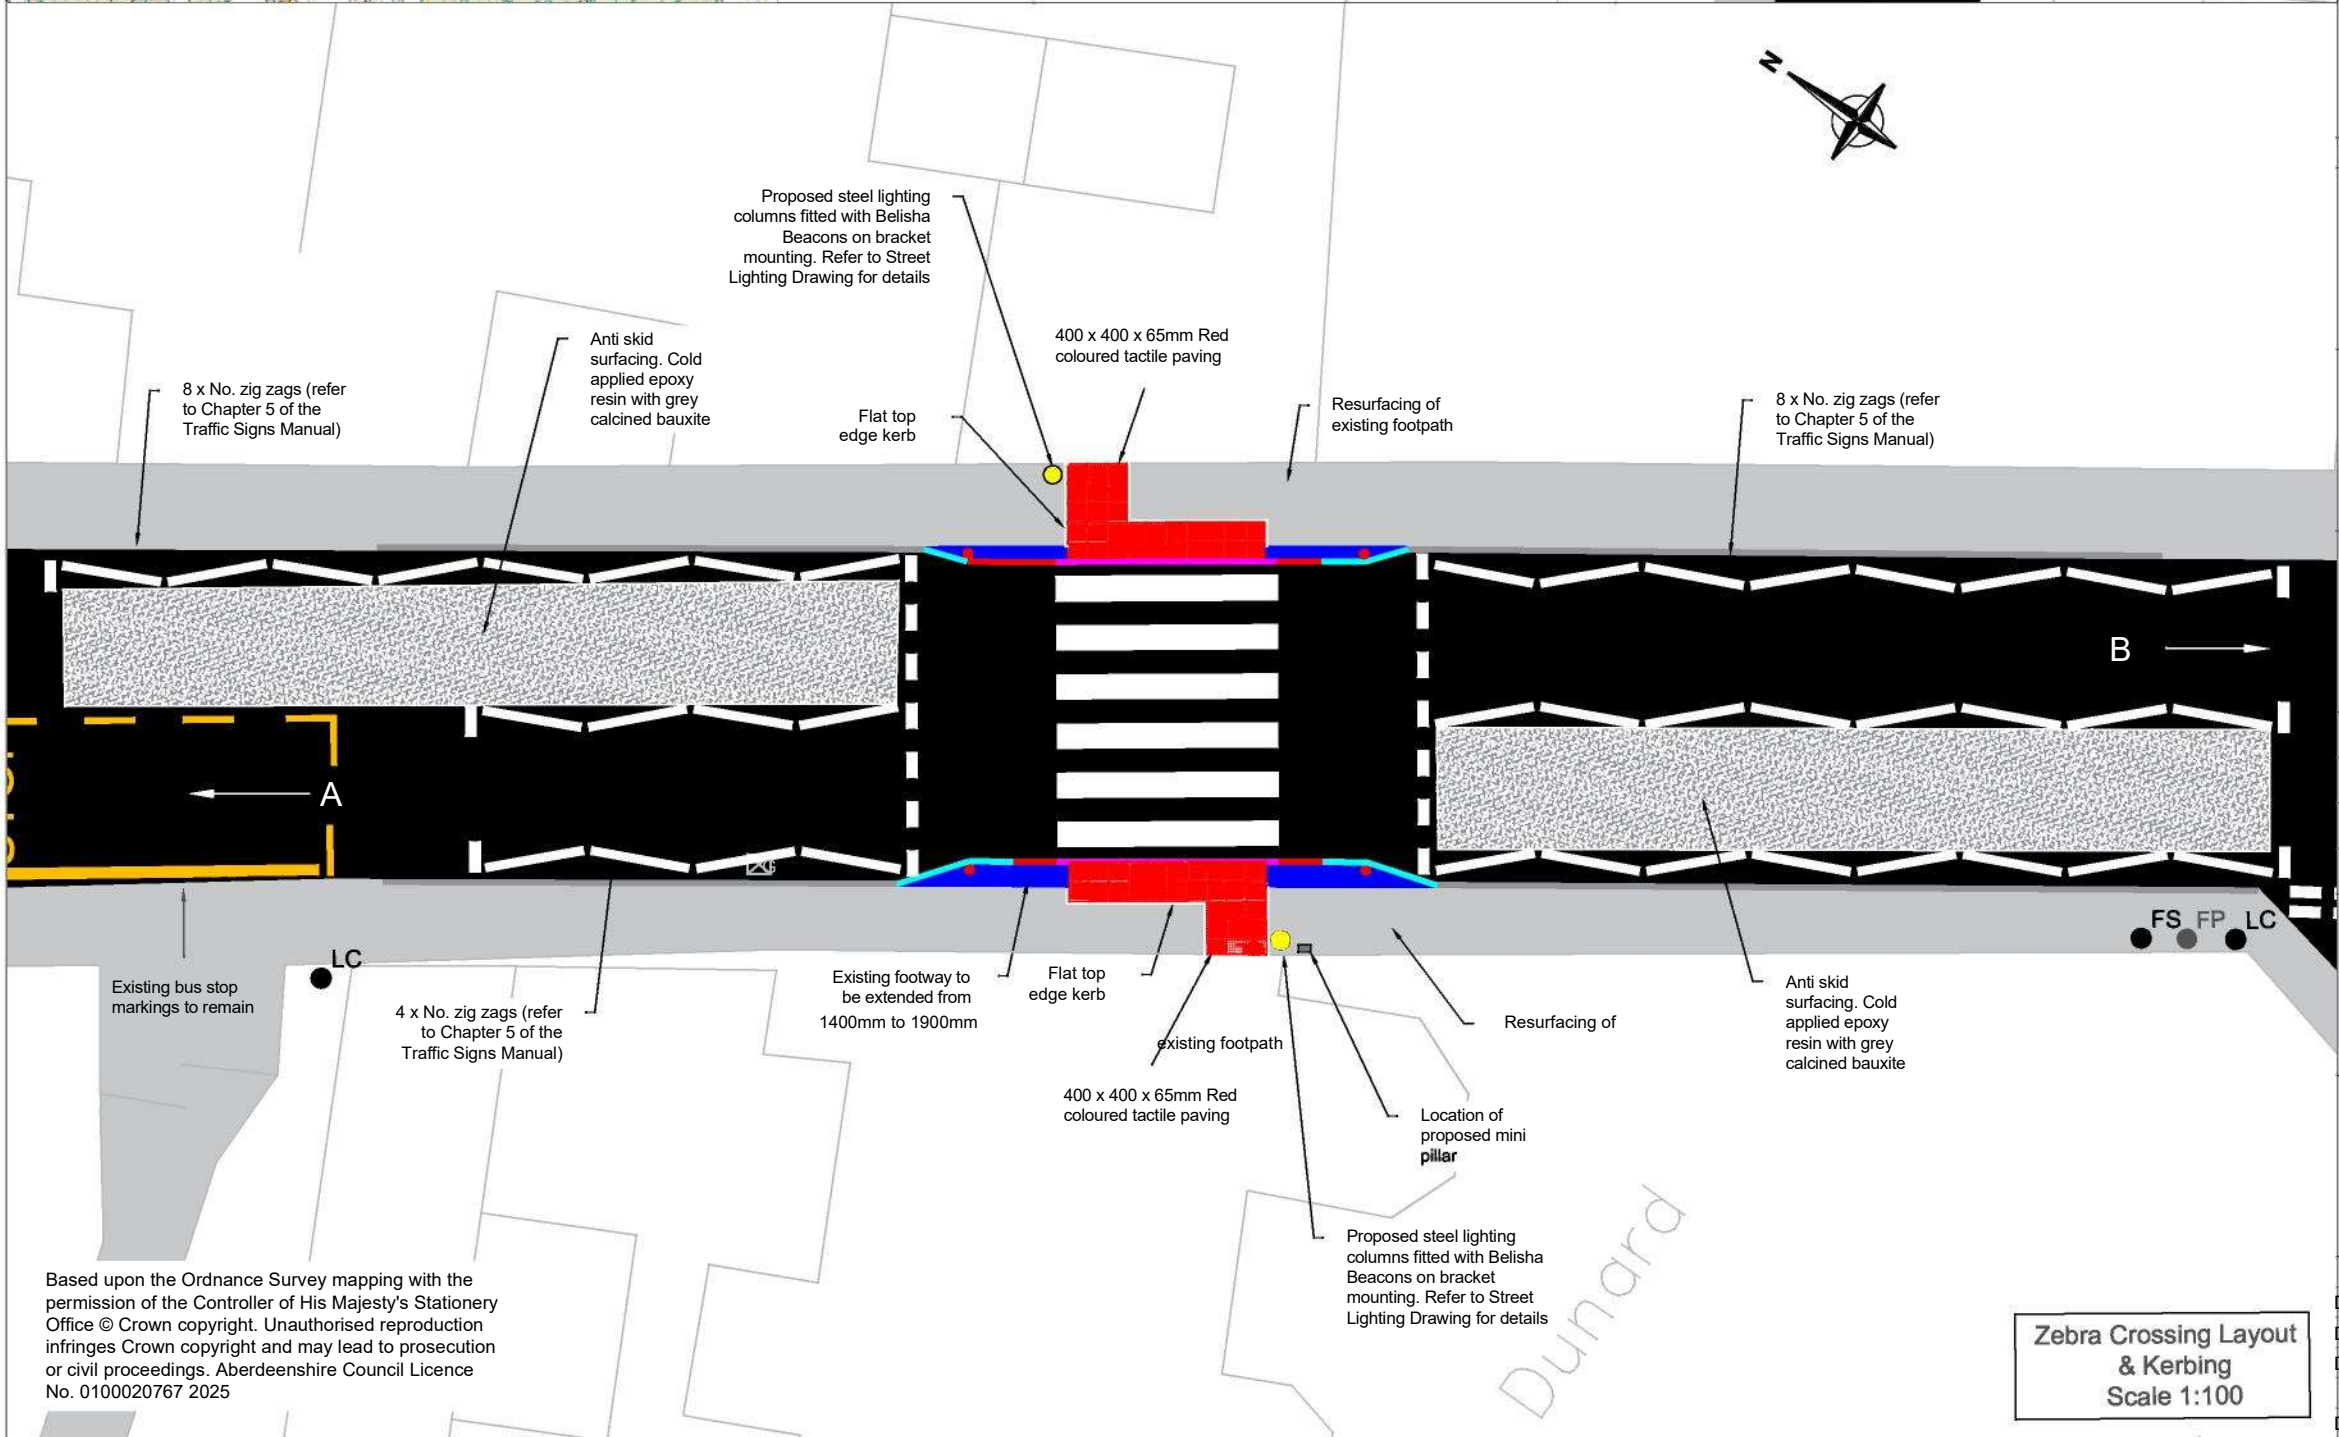 N
Proposed steel lighting
columns fitted with Belisha
Beacons on bracket
mounting. Refer to Street
Lighting Drawing for details
Anti skid
surfacing. Cold
applied epoxy
resin with grey
calcined bauxite
400 x 400 x 65mm Red
coloured tactile paving
8 x No. zig zags (refer
to Chapter 5 of the
Traffic Signs Manual)
Flat top
edge kerb
Resurfacing of
existing footpath
8 x No. zig zags (refer
to Chapter 5 of the
Traffic Signs Manual)
B
A
G
FS FP LC
LC
Existing bus stop
markings to remain
4 x No. zig zags (refer
to Chapter 5 of the
Traffic Signs Manual)
Existing footway to
be extended from
1400mm to 1900mm
Flat top
edge kerb
Resurfacing of
existing footpath
Anti skid
surfacing. Cold
applied epoxy
resin with grey
calcined bauxite
400 x 400 x 65mm Red
coloured tactile paving
Location of
proposed mini
pillar
Proposed steel lighting
columns fitted with Belisha
Beacons on bracket
mounting. Refer to Street
Lighting Drawing for details
Dunard
Based upon the Ordnance Survey mapping with the
permission of the Controller of His Majesty's Stationery
Office © Crown copyright. Unauthorised reproduction
infringes Crown copyright and may lead to prosecution
or civil proceedings. Aberdeenshire Council Licence
No. 0100020767 2025
Zebra Crossing Layout
& Kerbing
Scale 1:100